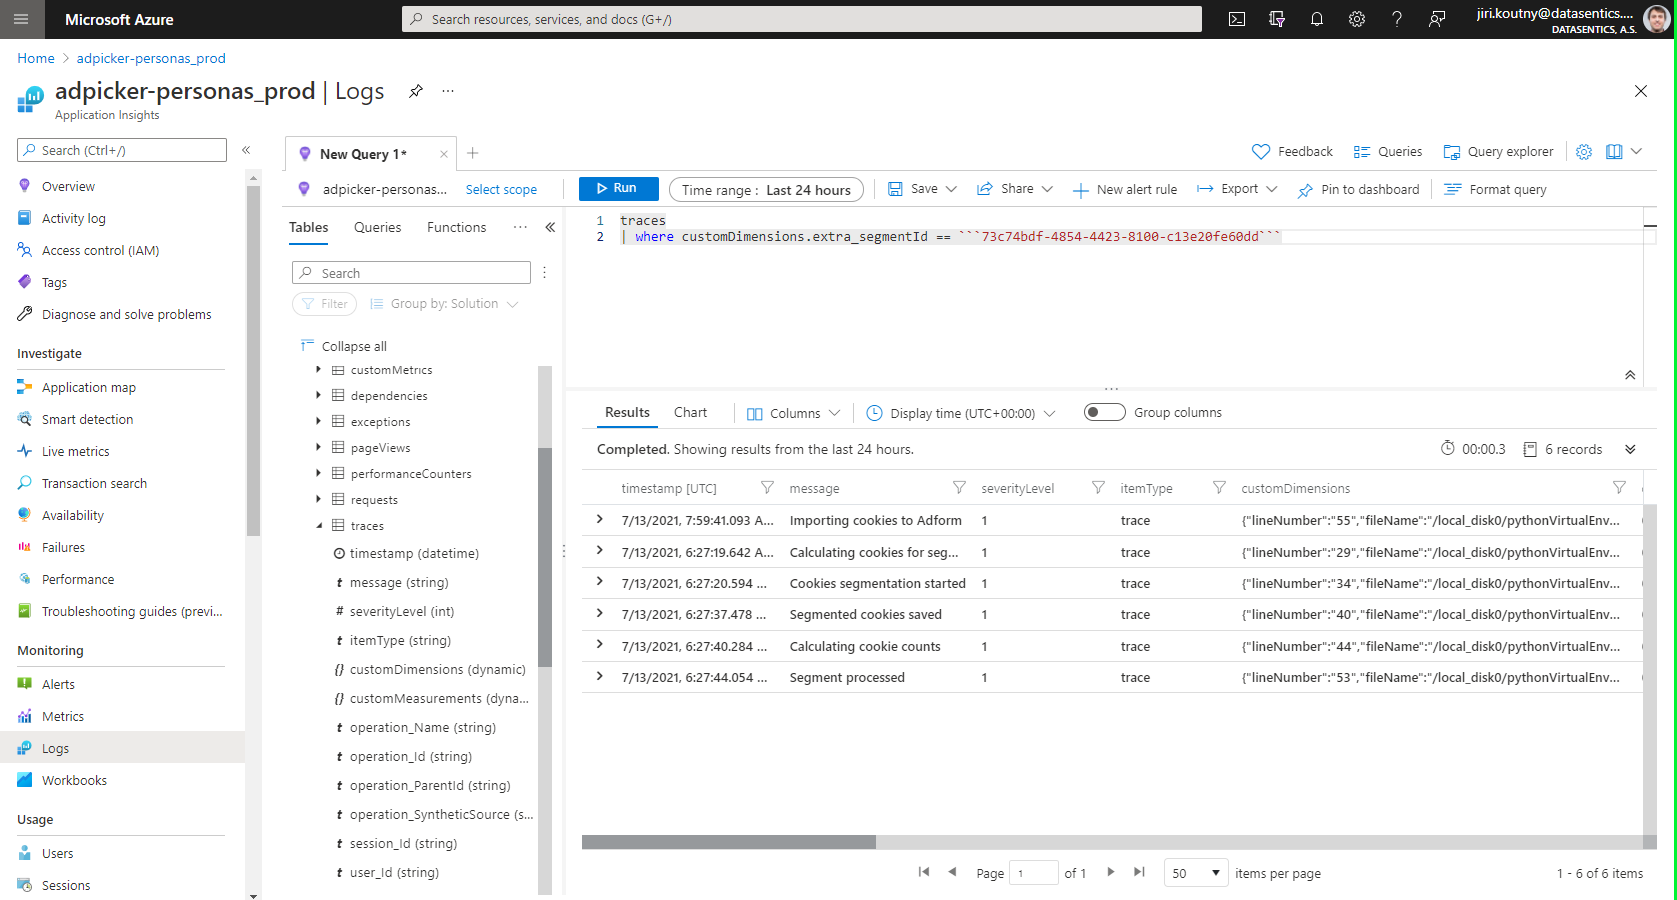 Microsoft Azure
Search resources, services, and docs (G+/)
jiri.koutny@datasentics....
DATASENTICS, A.S.
Home > adpicker-personas_prod
adpicker-personas_prod | Logs
Application Insights
Search (Ctrl+/)
Overview
Activity log
Access control (IAM)
Tags
Diagnose and solve problems
Investigate
Application map
Smart detection
Live metrics
Transaction search
Availability
Failures
Performance
Troubleshooting guides (previ...
Monitoring
Alerts
Metrics
Logs
Workbooks
Usage
Users
Sessions
New Query 1*
Feedback
Queries
Query explorer
adpicker-personas...
Select scope
Run
Time range : Last 24 hours
Save
Share
New alert rule
Export
Pin to dashboard
Format query
Tables
Queries
Functions
Search
Filter
Group by: Solution
Collapse all
customMetrics
dependencies
exceptions
pageViews
performanceCounters
requests
traces
timestamp (datetime)
t message (string)
# severityLevel (int)
t itemType (string)
{} customDimensions (dynamic)
{} customMeasurements (dyna...
t operation_Name (string)
t operation_Id (string)
t operation_ParentId (string)
t operation_SyntheticSource (s...
t session_Id (string)
t user_Id (string)
1 traces
2 | where customDimensions.extra_segmentId == ```73c74bdf-4854-4423-8100-c13e20fe60dd```
Results
Chart
Columns
Display time (UTC+00:00)
Group columns
Completed. Showing results from the last 24 hours.
00:00.3
6 records
timestamp [UTC] message severityLevel itemType customDimensions
7/13/2021, 7:59:41.093 A... Importing cookies to Adform 1 trace {"lineNumber":"55","fileName":"/local_disk0/pythonVirtualEnv...
7/13/2021, 6:27:19.642 A... Calculating cookies for seg... 1 trace {"lineNumber":"29","fileName":"/local_disk0/pythonVirtualEnv...
7/13/2021, 6:27:20.594 ... Cookies segmentation started 1 trace {"lineNumber":"34","fileName":"/local_disk0/pythonVirtualEnv...
7/13/2021, 6:27:37.478 ... Segmented cookies saved 1 trace {"lineNumber":"40","fileName":"/local_disk0/pythonVirtualEnv...
7/13/2021, 6:27:40.284 ... Calculating cookie counts 1 trace {"lineNumber":"44","fileName":"/local_disk0/pythonVirtualEnv...
7/13/2021, 6:27:44.054 ... Segment processed 1 trace {"lineNumber":"53","fileName":"/local_disk0/pythonVirtualEnv...
Page 1 of 1
50 items per page
1 - 6 of 6 items